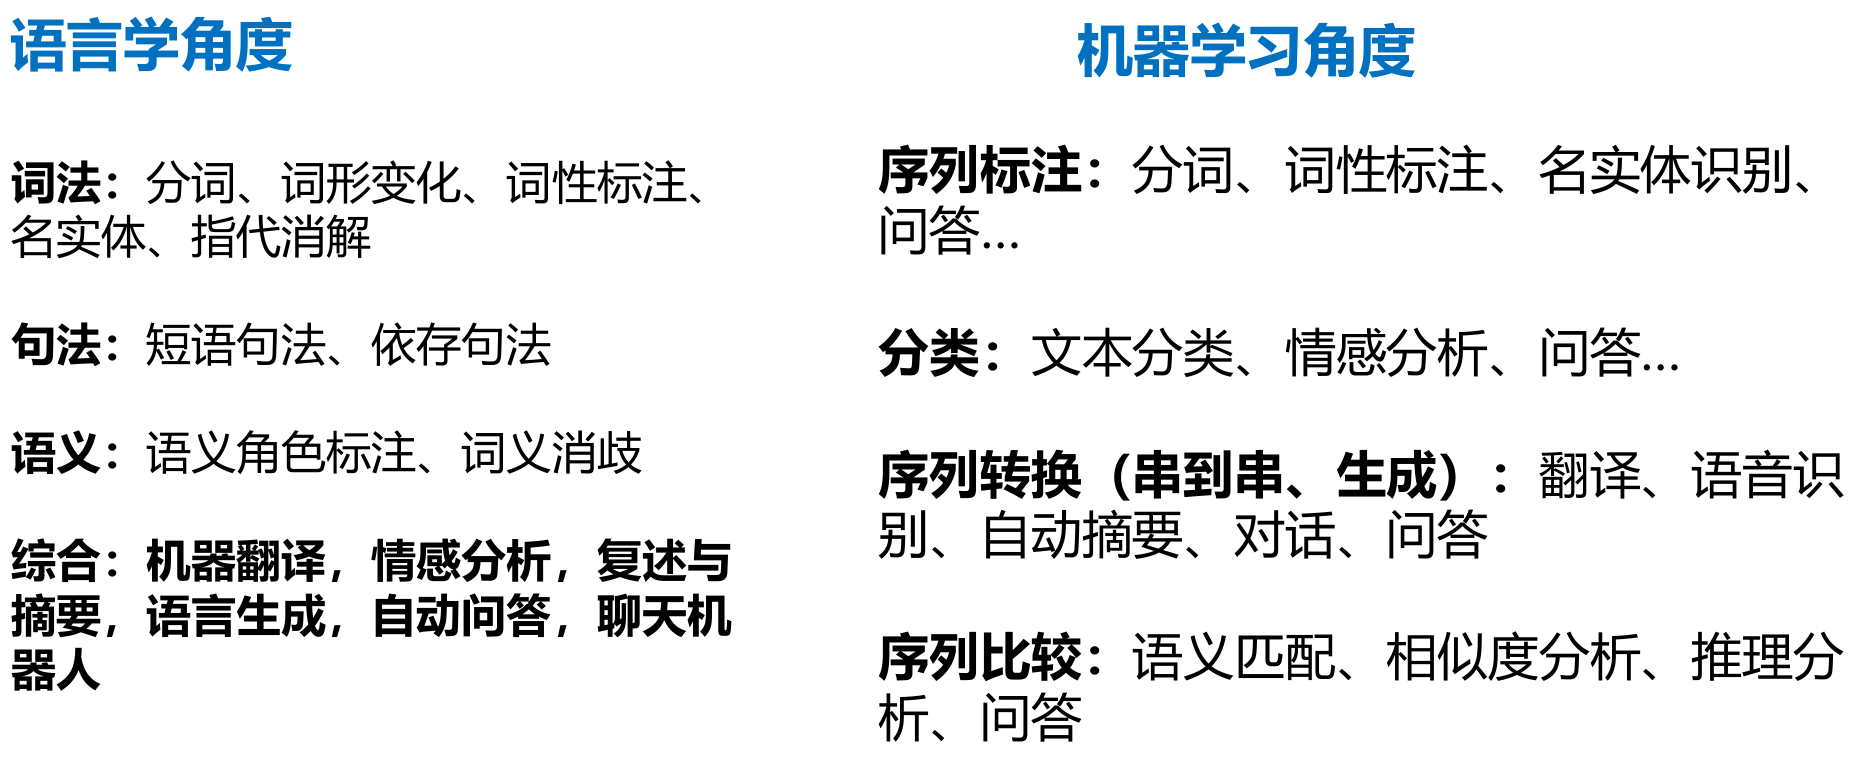 语言学角度
词法：分词、词形变化、词性标注、
名实体、指代消解
句法：短语句法、依存句法
语义：语义角色标注、词义消歧
综合：机器翻译，情感分析，复述与
摘要，语言生成，自动问答，聊天机
器人
机器学习角度
序列标注：分词、词性标注、名实体识别、
问答…
分类：文本分类、情感分析、问答…
序列转换（串到串、生成）：翻译、语音识
别、自动摘要、对话、问答
序列比较：语义匹配、相似度分析、推理分
析、问答